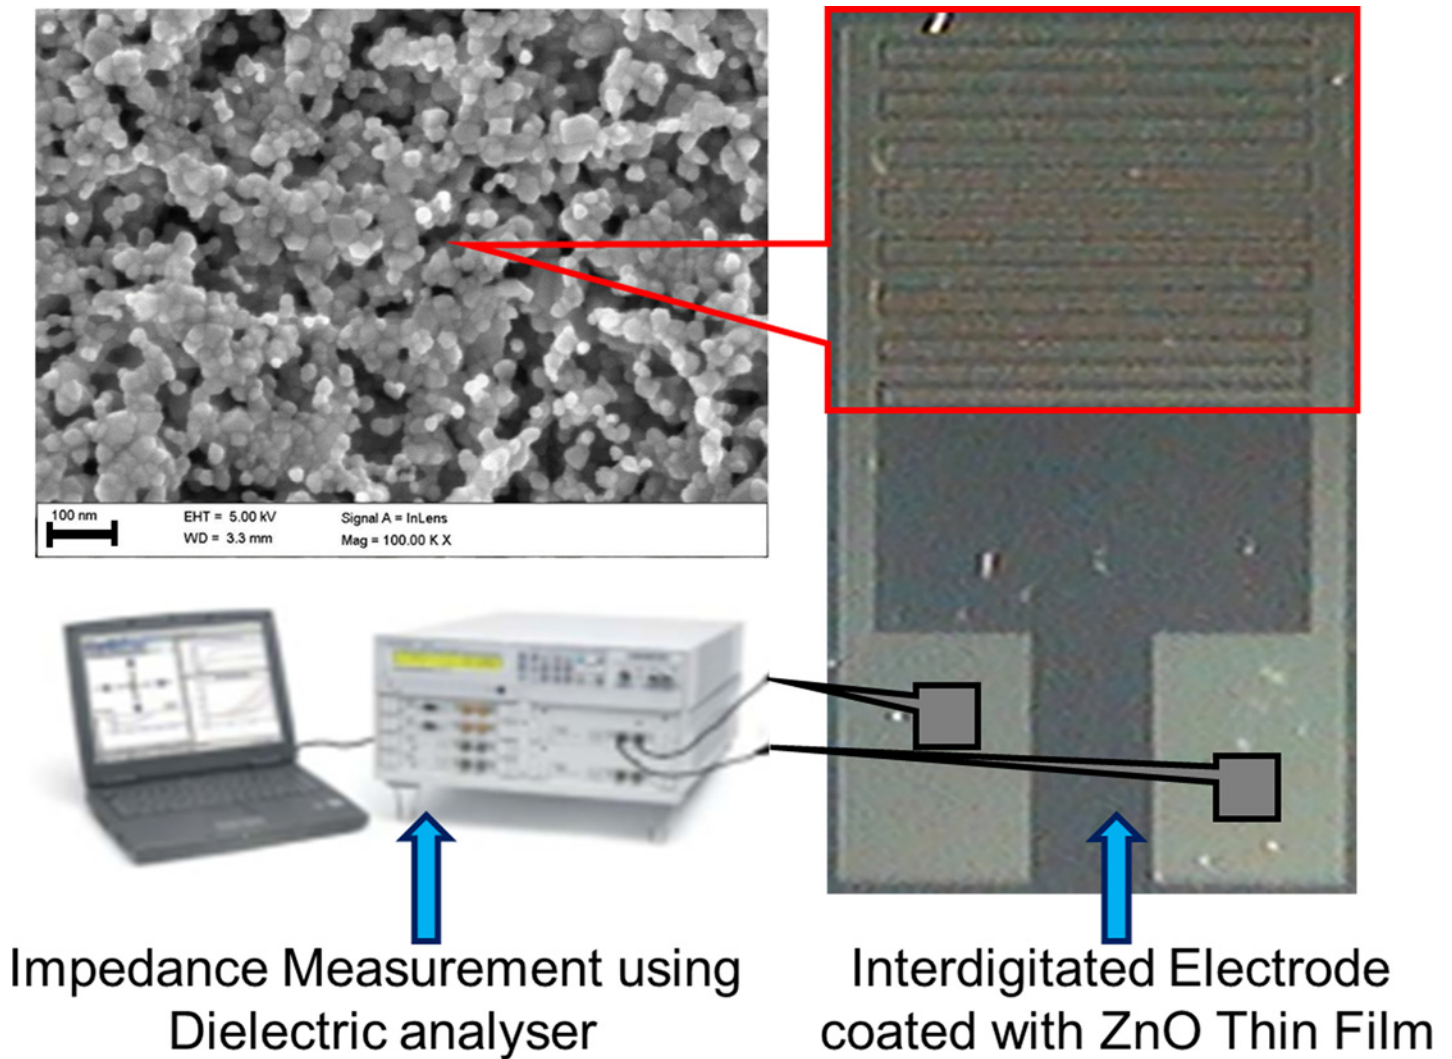 100 nm
EHT = 5.00 kV
Signal A = InLens
WD = 3.3 mm
Mag = 100.00 K X
Impedance Measurement using
Dielectric analyser
Interdigitated Electrode
coated with ZnO Thin Film